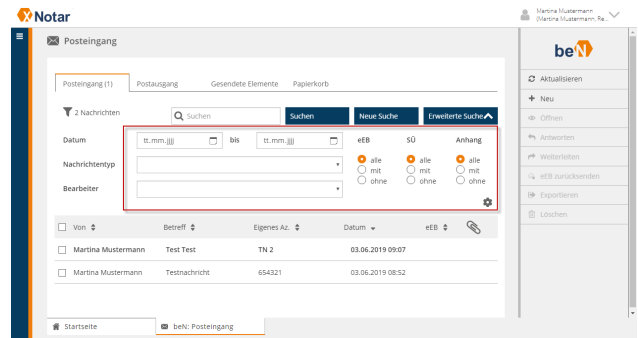 XNotar
Martina Mustermann
(Martina Mustermann, Re...
Posteingang
beN
Posteingang (1) Postausgang Gesendete Elemente Papierkorb
Aktualisieren
Neu
2 Nachrichten Suchen Suchen Neue Suche Erweiterte Suche
Öffnen
Antworten
Datum tt.mm.jjjj bis tt.mm.jjjj eEB SÜ Anhang
Weiterleiten
Nachrichtentyp alle alle alle
mit mit mit
eEB zurücksenden
ohne ohne ohne
Bearbeiter
Exportieren
Löschen
Von Betreff Eigenes Az. Datum eEB
Martina Mustermann Test Test TN 2 03.06.2019 09:07
Martina Mustermann Testnachricht 654321 03.06.2019 08:52
Startseite beN: Posteingang